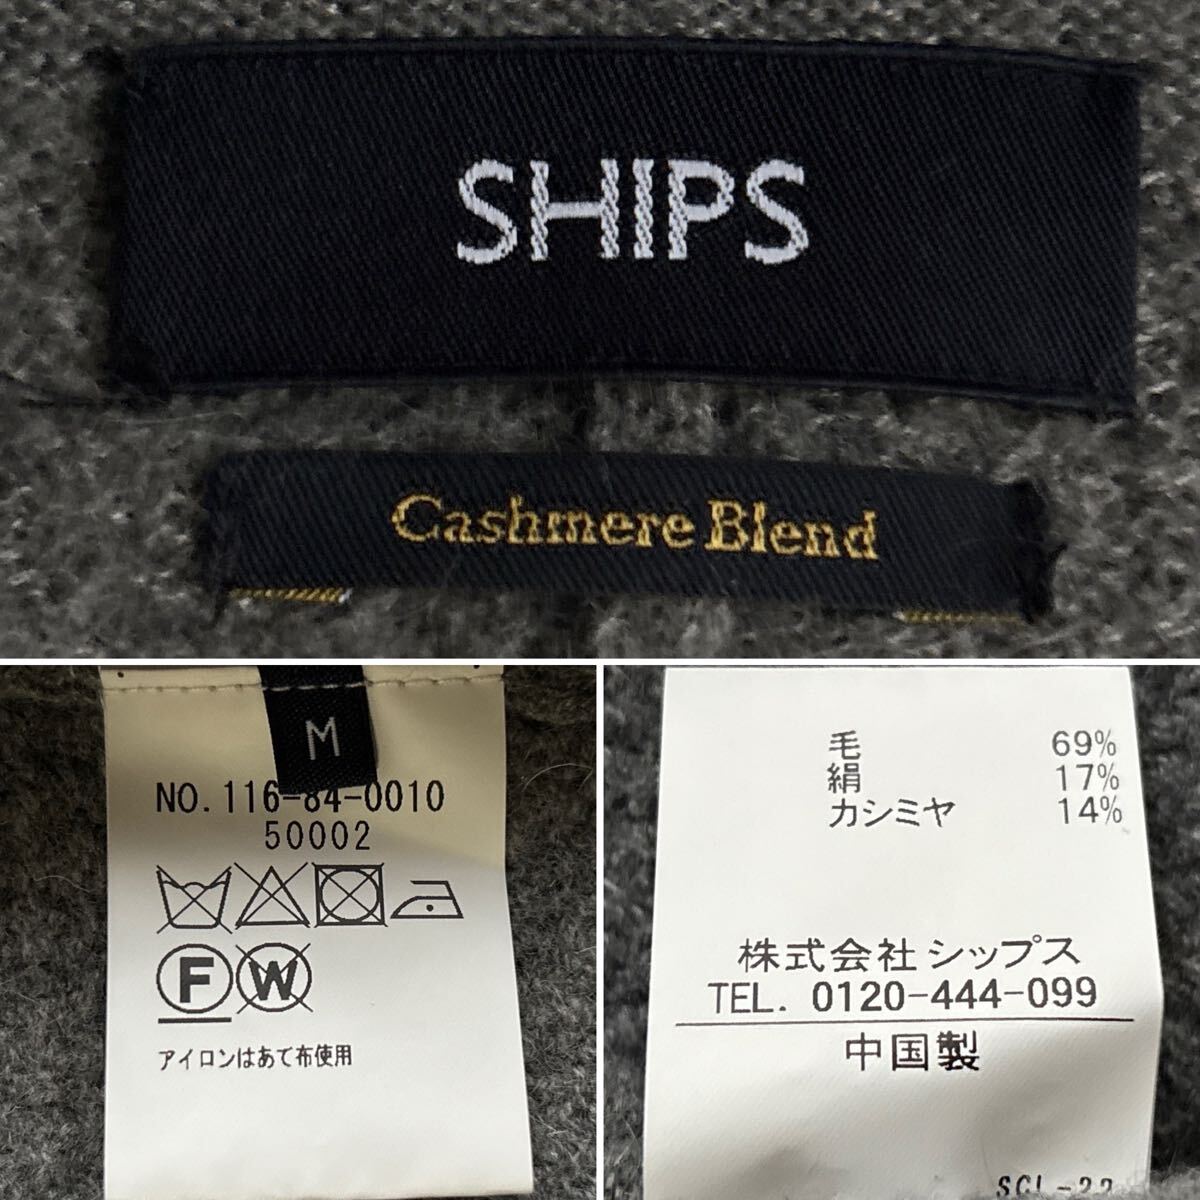 SHIPS
Cashmere Blend
M
NO. 116-84-0010
50002
F W
アイロンはあて布使用
毛 69%
絹 17%
カシミヤ 14%
株式会社シップス
TEL. 0120-444-099
中国製